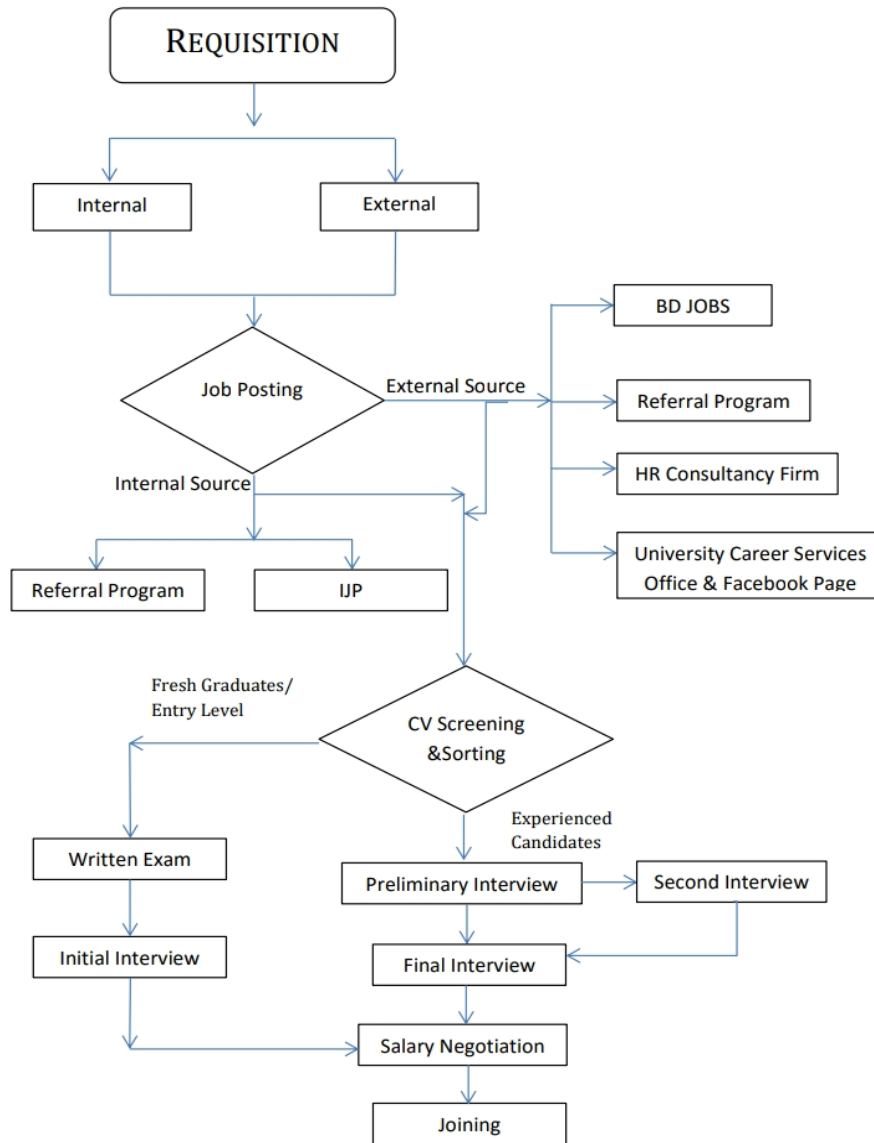 REQUISITION
Internal
External
BD JOBS
Job Posting
External Source
Referral Program
HR Consultancy Firm
Internal Source
University Career Services
Office & Facebook Page
Referral Program
IJP
Fresh Graduates/
Entry Level
CV Screening
&Sorting
Experienced
Candidates
Written Exam
Preliminary Interview
Second Interview
Initial Interview
Final Interview
Salary Negotiation
Joining